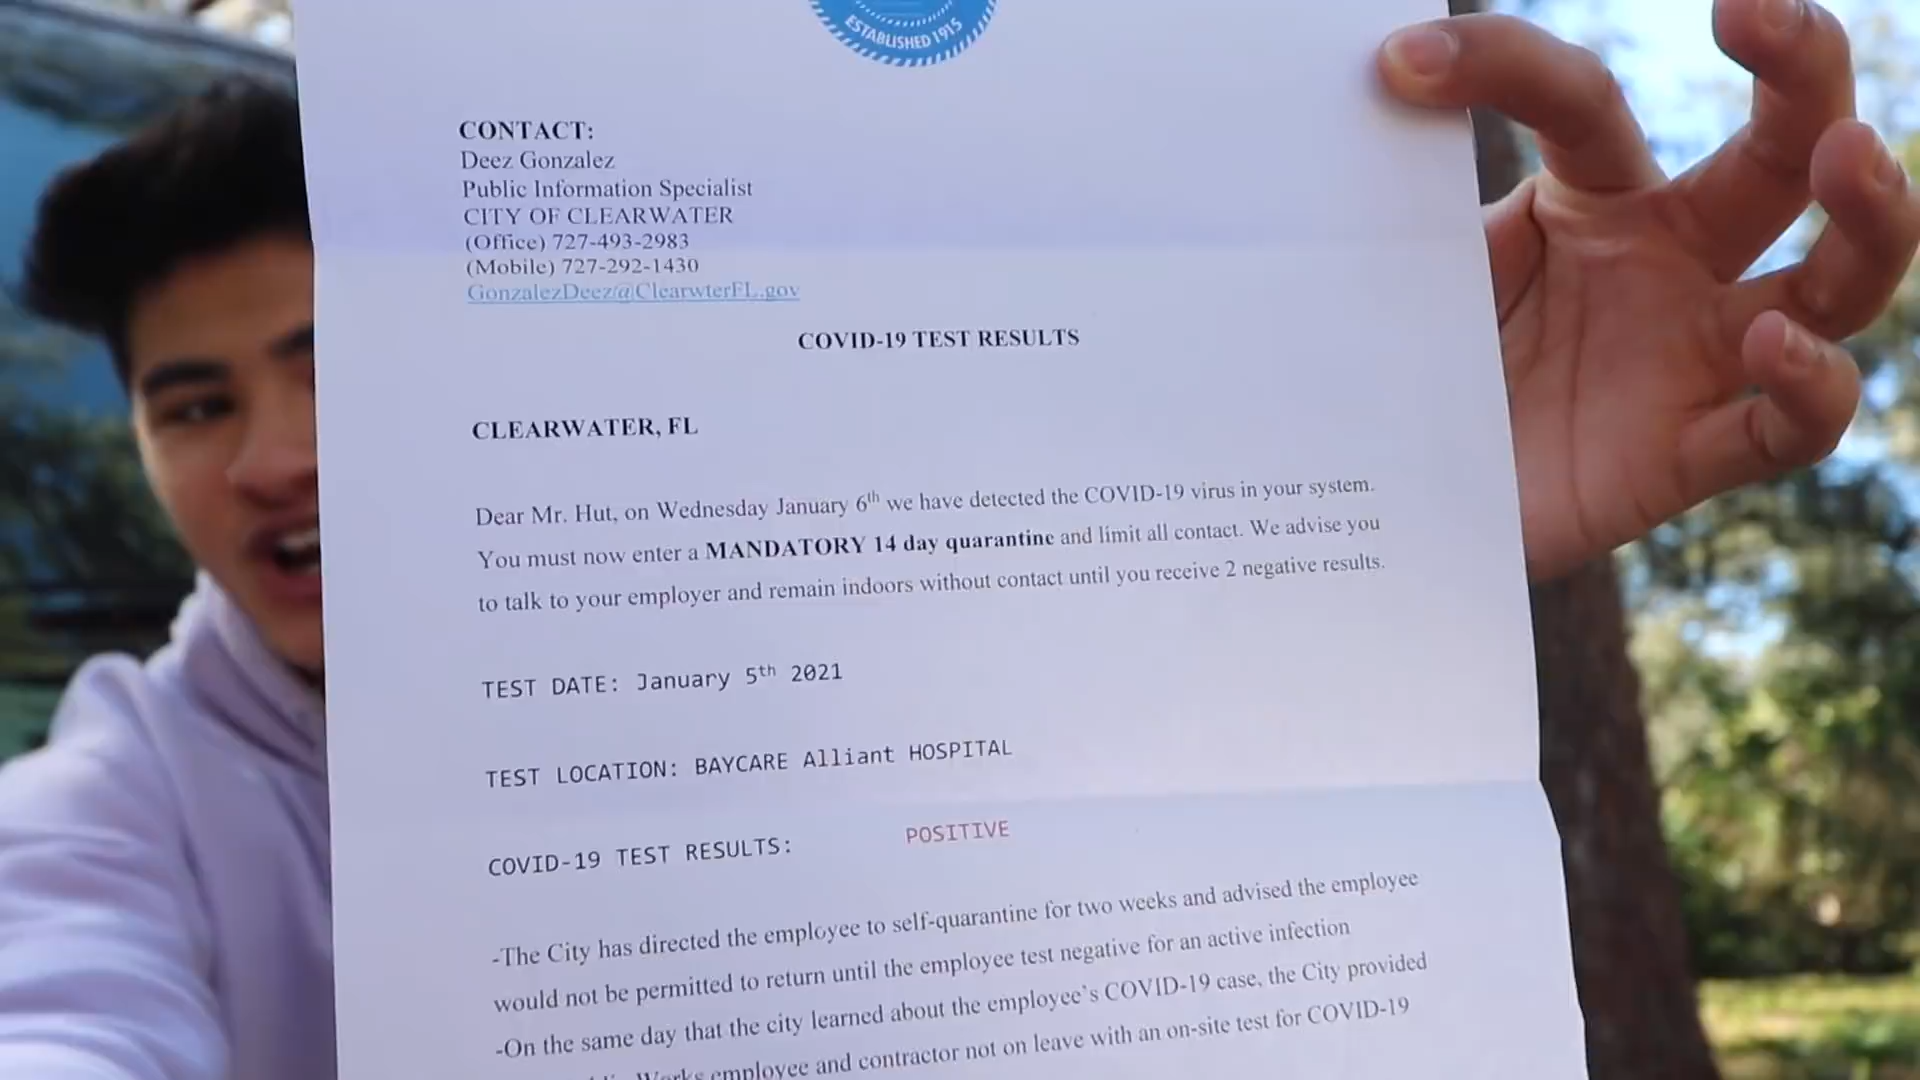 ESTABLISHED 1915
CONTACT:
Deez Gonzalez
Public Information Specialist
CITY OF CLEARWATER
(Office) 727-493-2983
(Mobile) 727-292-1430
GonzalezDeez@ClearwterFL.gov
COVID-19 TEST RESULTS
CLEARWATER, FL
Dear Mr. Hut, on Wednesday January 6th we have detected the COVID-19 virus in your system.
You must now enter a MANDATORY 14 day quarantine and limit all contact. We advise you
to talk to your employer and remain indoors without contact until you receive 2 negative results.
TEST DATE: January 5th 2021
TEST LOCATION: BAYCARE Alliant HOSPITAL
COVID-19 TEST RESULTS: POSITIVE
-The City has directed the employee to self-quarantine for two weeks and advised the employee
would not be permitted to return until the employee test negative for an active infection
-On the same day that the city learned about the employee's COVID-19 case, the City provided
employee and contractor not on leave with an on-site test for COVID-19